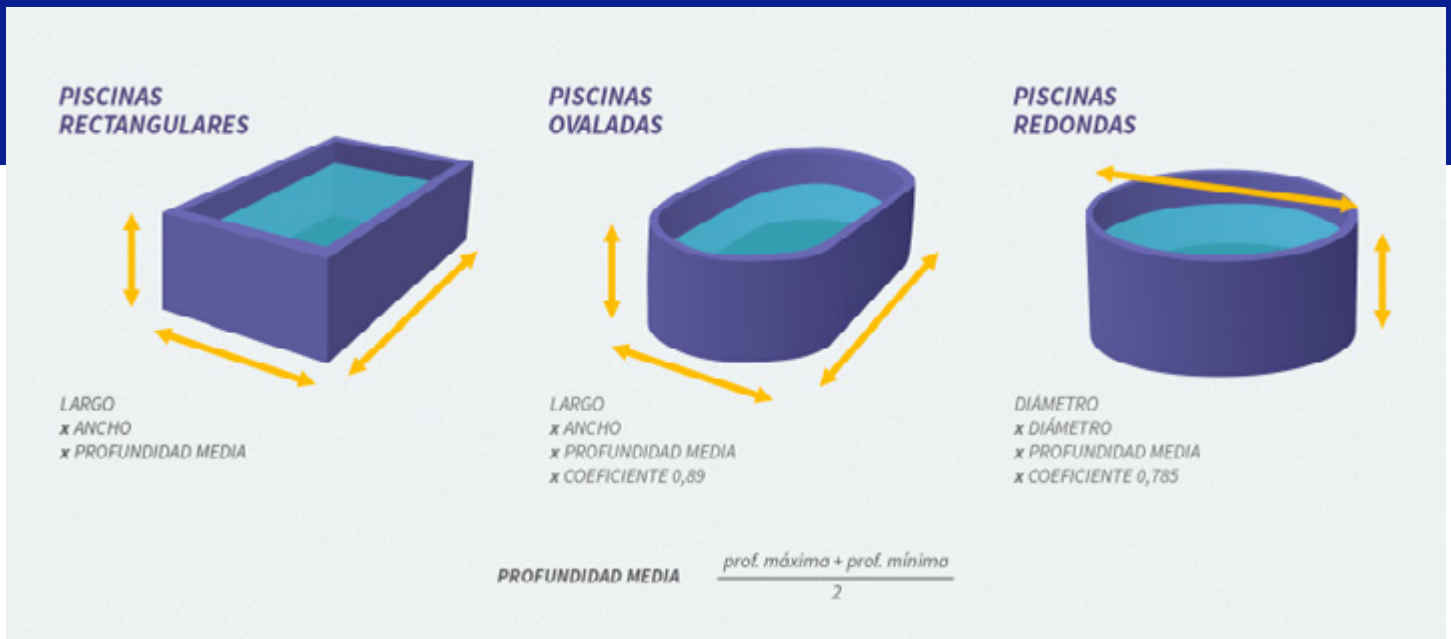 PISCINAS
RECTANGULARES
LARGO
x ANCHO
x PROFUNDIDAD MEDIA
PISCINAS
OVALADAS
LARGO
x ANCHO
x PROFUNDIDAD MEDIA
x COEFICIENTE 0,89
PISCINAS
REDONDAS
DIÁMETRO
x DIÁMETRO
x PROFUNDIDAD MEDIA
x COEFICIENTE 0,785
PROFUNDIDAD MEDIA
prof. máxima + prof. mínima
2